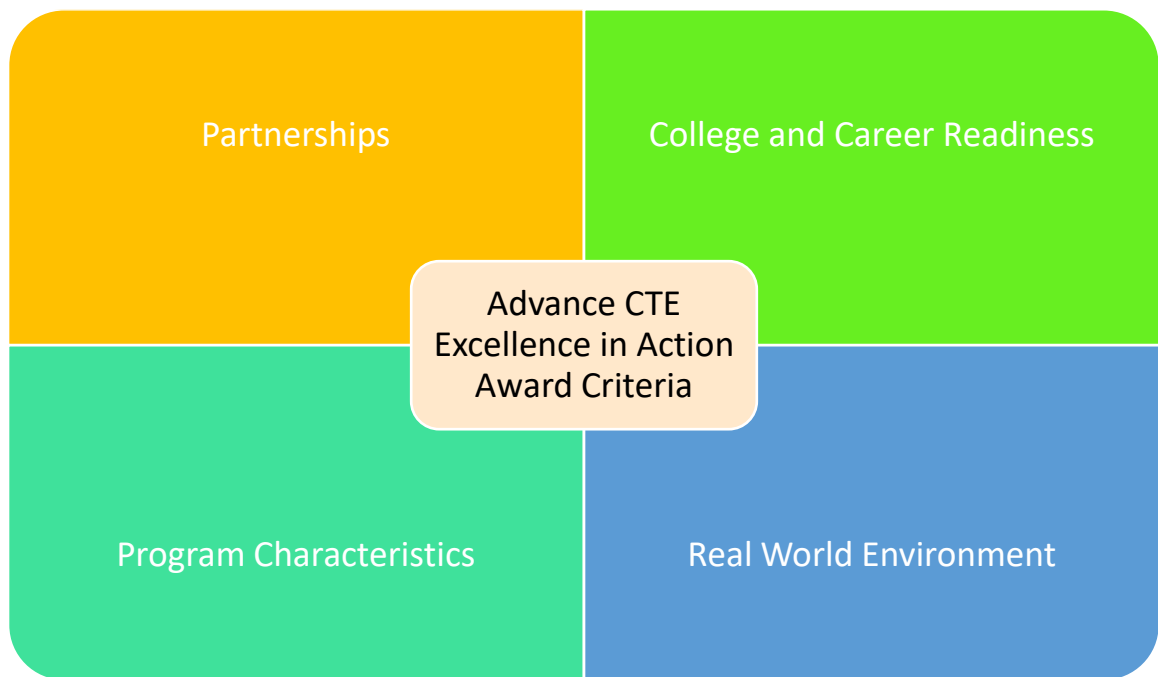 Partnerships
College and Career Readiness
Advance CTE
Excellence in Action
Award Criteria
Program Characteristics
Real World Environment